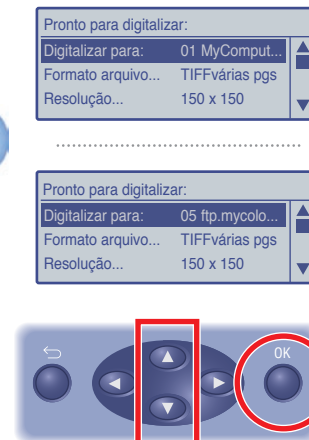 Pronto para digitalizar:
Digitalizar para: 01 MyComput...
Formato arquivo... TIFFvárias pgs
Resolução... 150 x 150
Pronto para digitalizar:
Digitalizar para: 05 ftp.mycolo...
Formato arquivo... TIFFvárias pgs
Resolução... 150 x 150
OK